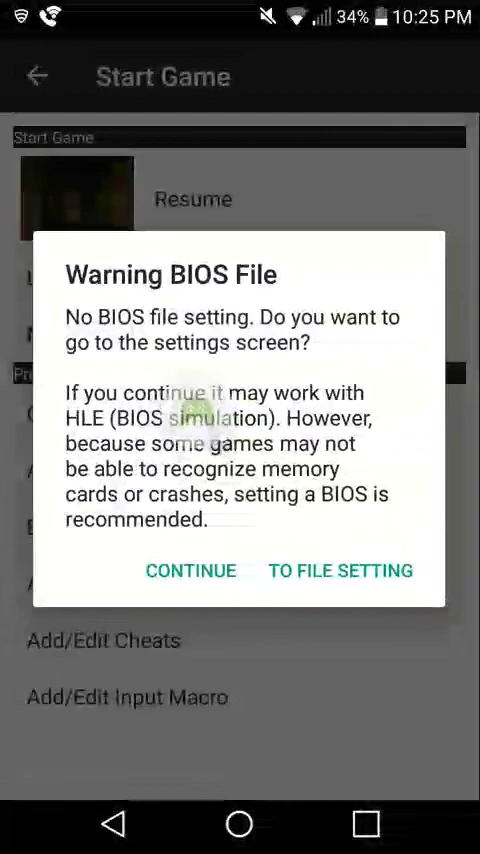 34% 10:25 PM
Start Game
Start Game
Resume
Warning BIOS File
No BIOS file setting. Do you want to
go to the settings screen?
If you continue it may work with
HLE (BIOS simulation). However,
because some games may not
be able to recognize memory
cards or crashes, setting a BIOS is
recommended.
CONTINUE TO FILE SETTING
Add/Edit Cheats
Add/Edit Input Macro